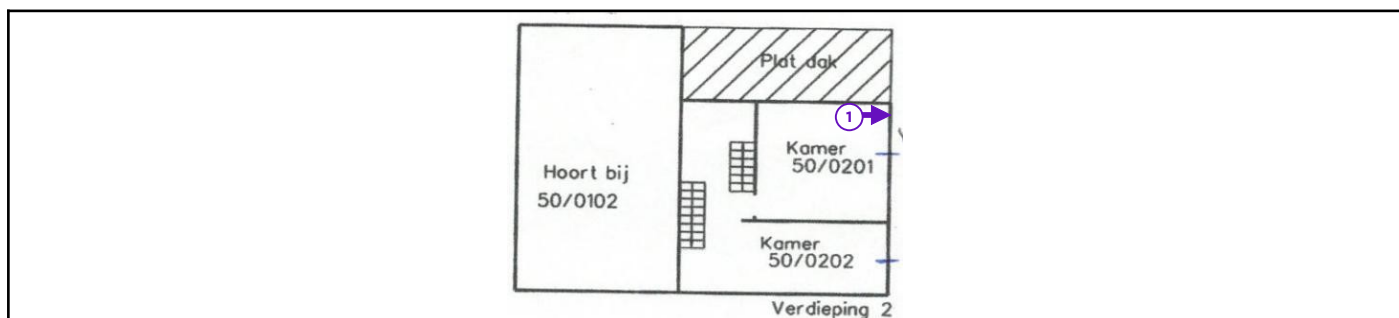 Plat dak
1
Kamer
50/0201
Hoort bij
50/0102
Kamer
50/0202
Verdieping 2